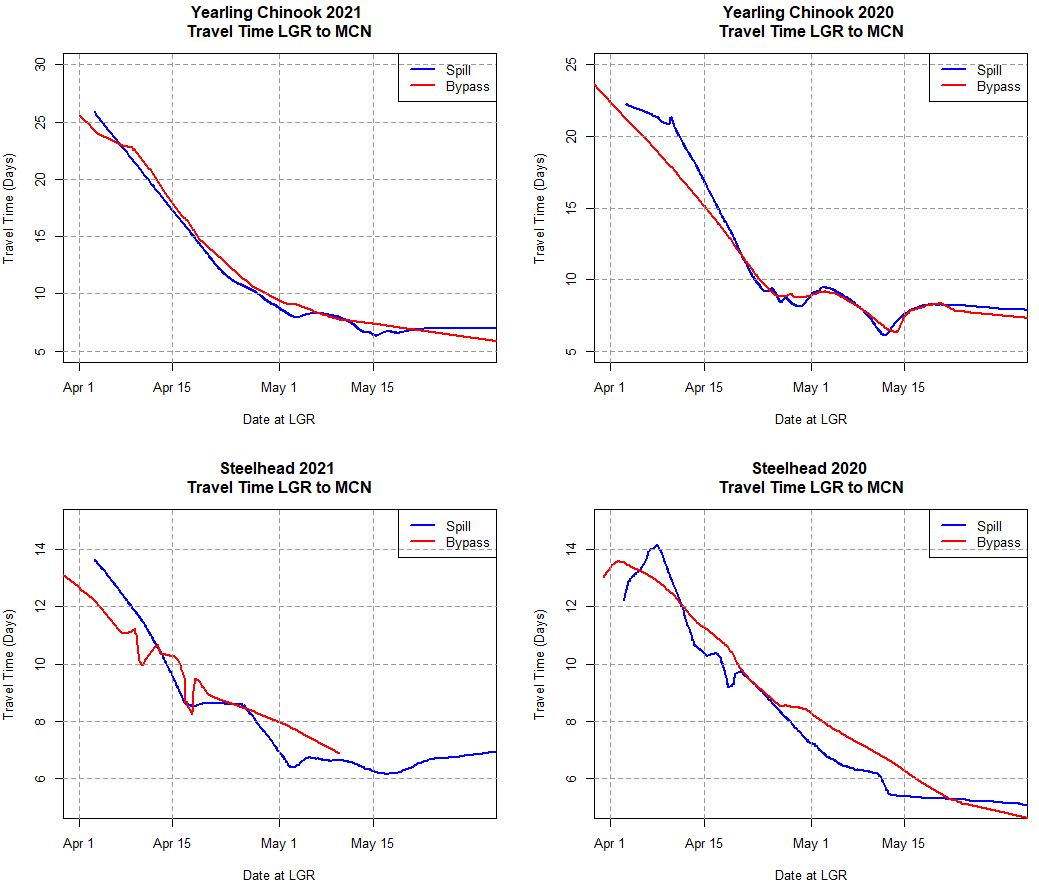 Yearling Chinook 2021
Travel Time LGR to MCN
Travel Time (Days)
30
25
20
15
10
5
Spill
Bypass
Apr 1
Apr 15
May 1
May 15
Date at LGR
Yearling Chinook 2020
Travel Time LGR to MCN
Travel Time (Days)
25
20
15
10
5
Spill
Bypass
Apr 1
Apr 15
May 1
May 15
Date at LGR
Steelhead 2021
Travel Time LGR to MCN
Travel Time (Days)
14
12
10
8
6
Spill
Bypass
Apr 1
Apr 15
May 1
May 15
Date at LGR
Steelhead 2020
Travel Time LGR to MCN
Travel Time (Days)
14
12
10
8
6
Spill
Bypass
Apr 1
Apr 15
May 1
May 15
Date at LGR